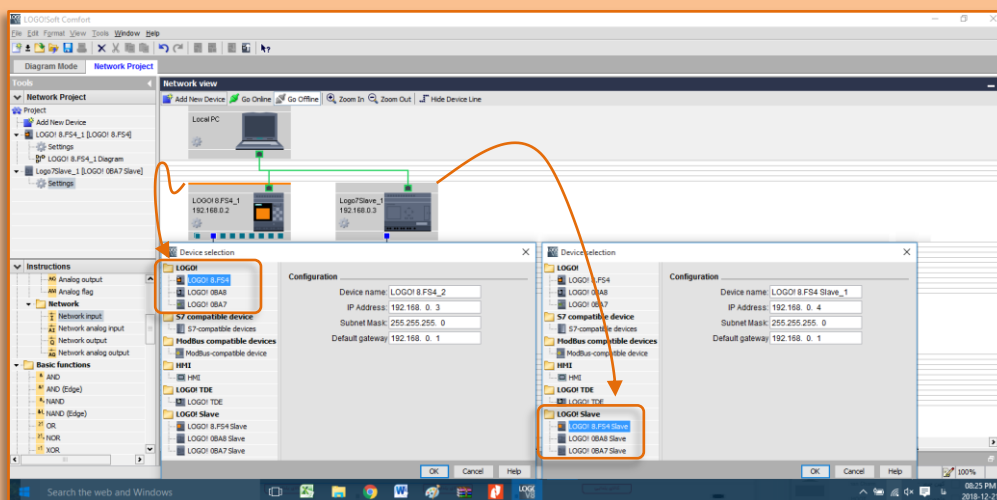 LOGO!Soft Comfort
File Edit Format View Tools Window Help
Diagram Mode Network Project
Tools
Network Project
Project
Add New Device
LOGO! 8.FS4_1 [LOGO! 8.FS4]
Settings
LOGO! 8.FS4_1 Diagram
Logo7Slave_1 [LOGO! 0BA7 Slave]
Settings
Instructions
Analog output
Analog flag
Network
Network input
Network analog input
Network output
Network analog output
Basic functions
AND
AND (Edge)
NAND
NAND (Edge)
OR
NOR
XOR
Network view
Add New Device Go Online Go Offline Zoom In Zoom Out Hide Device Line
Local PC
LOGO! 8.FS4_1
192.168.0.2
Logo7Slave_1
192.168.0.3
Device selection
LOGO!
LOGO! 8.FS4
LOGO! 0BA8
LOGO! 0BA7
S7 compatible device
S7-compatible devices
ModBus compatible devices
ModBus-compatible device
HMI
HMI
LOGO! TDE
LOGO! TDE
LOGO! Slave
LOGO! 8.FS4 Slave
LOGO! 0BA8 Slave
LOGO! 0BA7 Slave
Configuration
Device name: LOGO! 8.FS4_2
IP Address: 192.168. 0. 3
Subnet Mask: 255.255.255. 0
Default gateway 192.168. 0. 1
OK Cancel Help
Device selection
LOGO!
LOGO! 8.FS4
LOGO! 0BA8
LOGO! 0BA7
S7 compatible device
S7-compatible devices
ModBus compatible devices
ModBus-compatible device
HMI
HMI
LOGO! TDE
LOGO! TDE
LOGO! Slave
LOGO! 8.FS4 Slave
LOGO! 0BA8 Slave
LOGO! 0BA7 Slave
Configuration
Device name: LOGO! 8.FS4 Slave_1
IP Address: 192.168. 0. 4
Subnet Mask: 255.255.255. 0
Default gateway 192.168. 0. 1
OK Cancel Help
100%
Search the web and Windows
08:25 PM